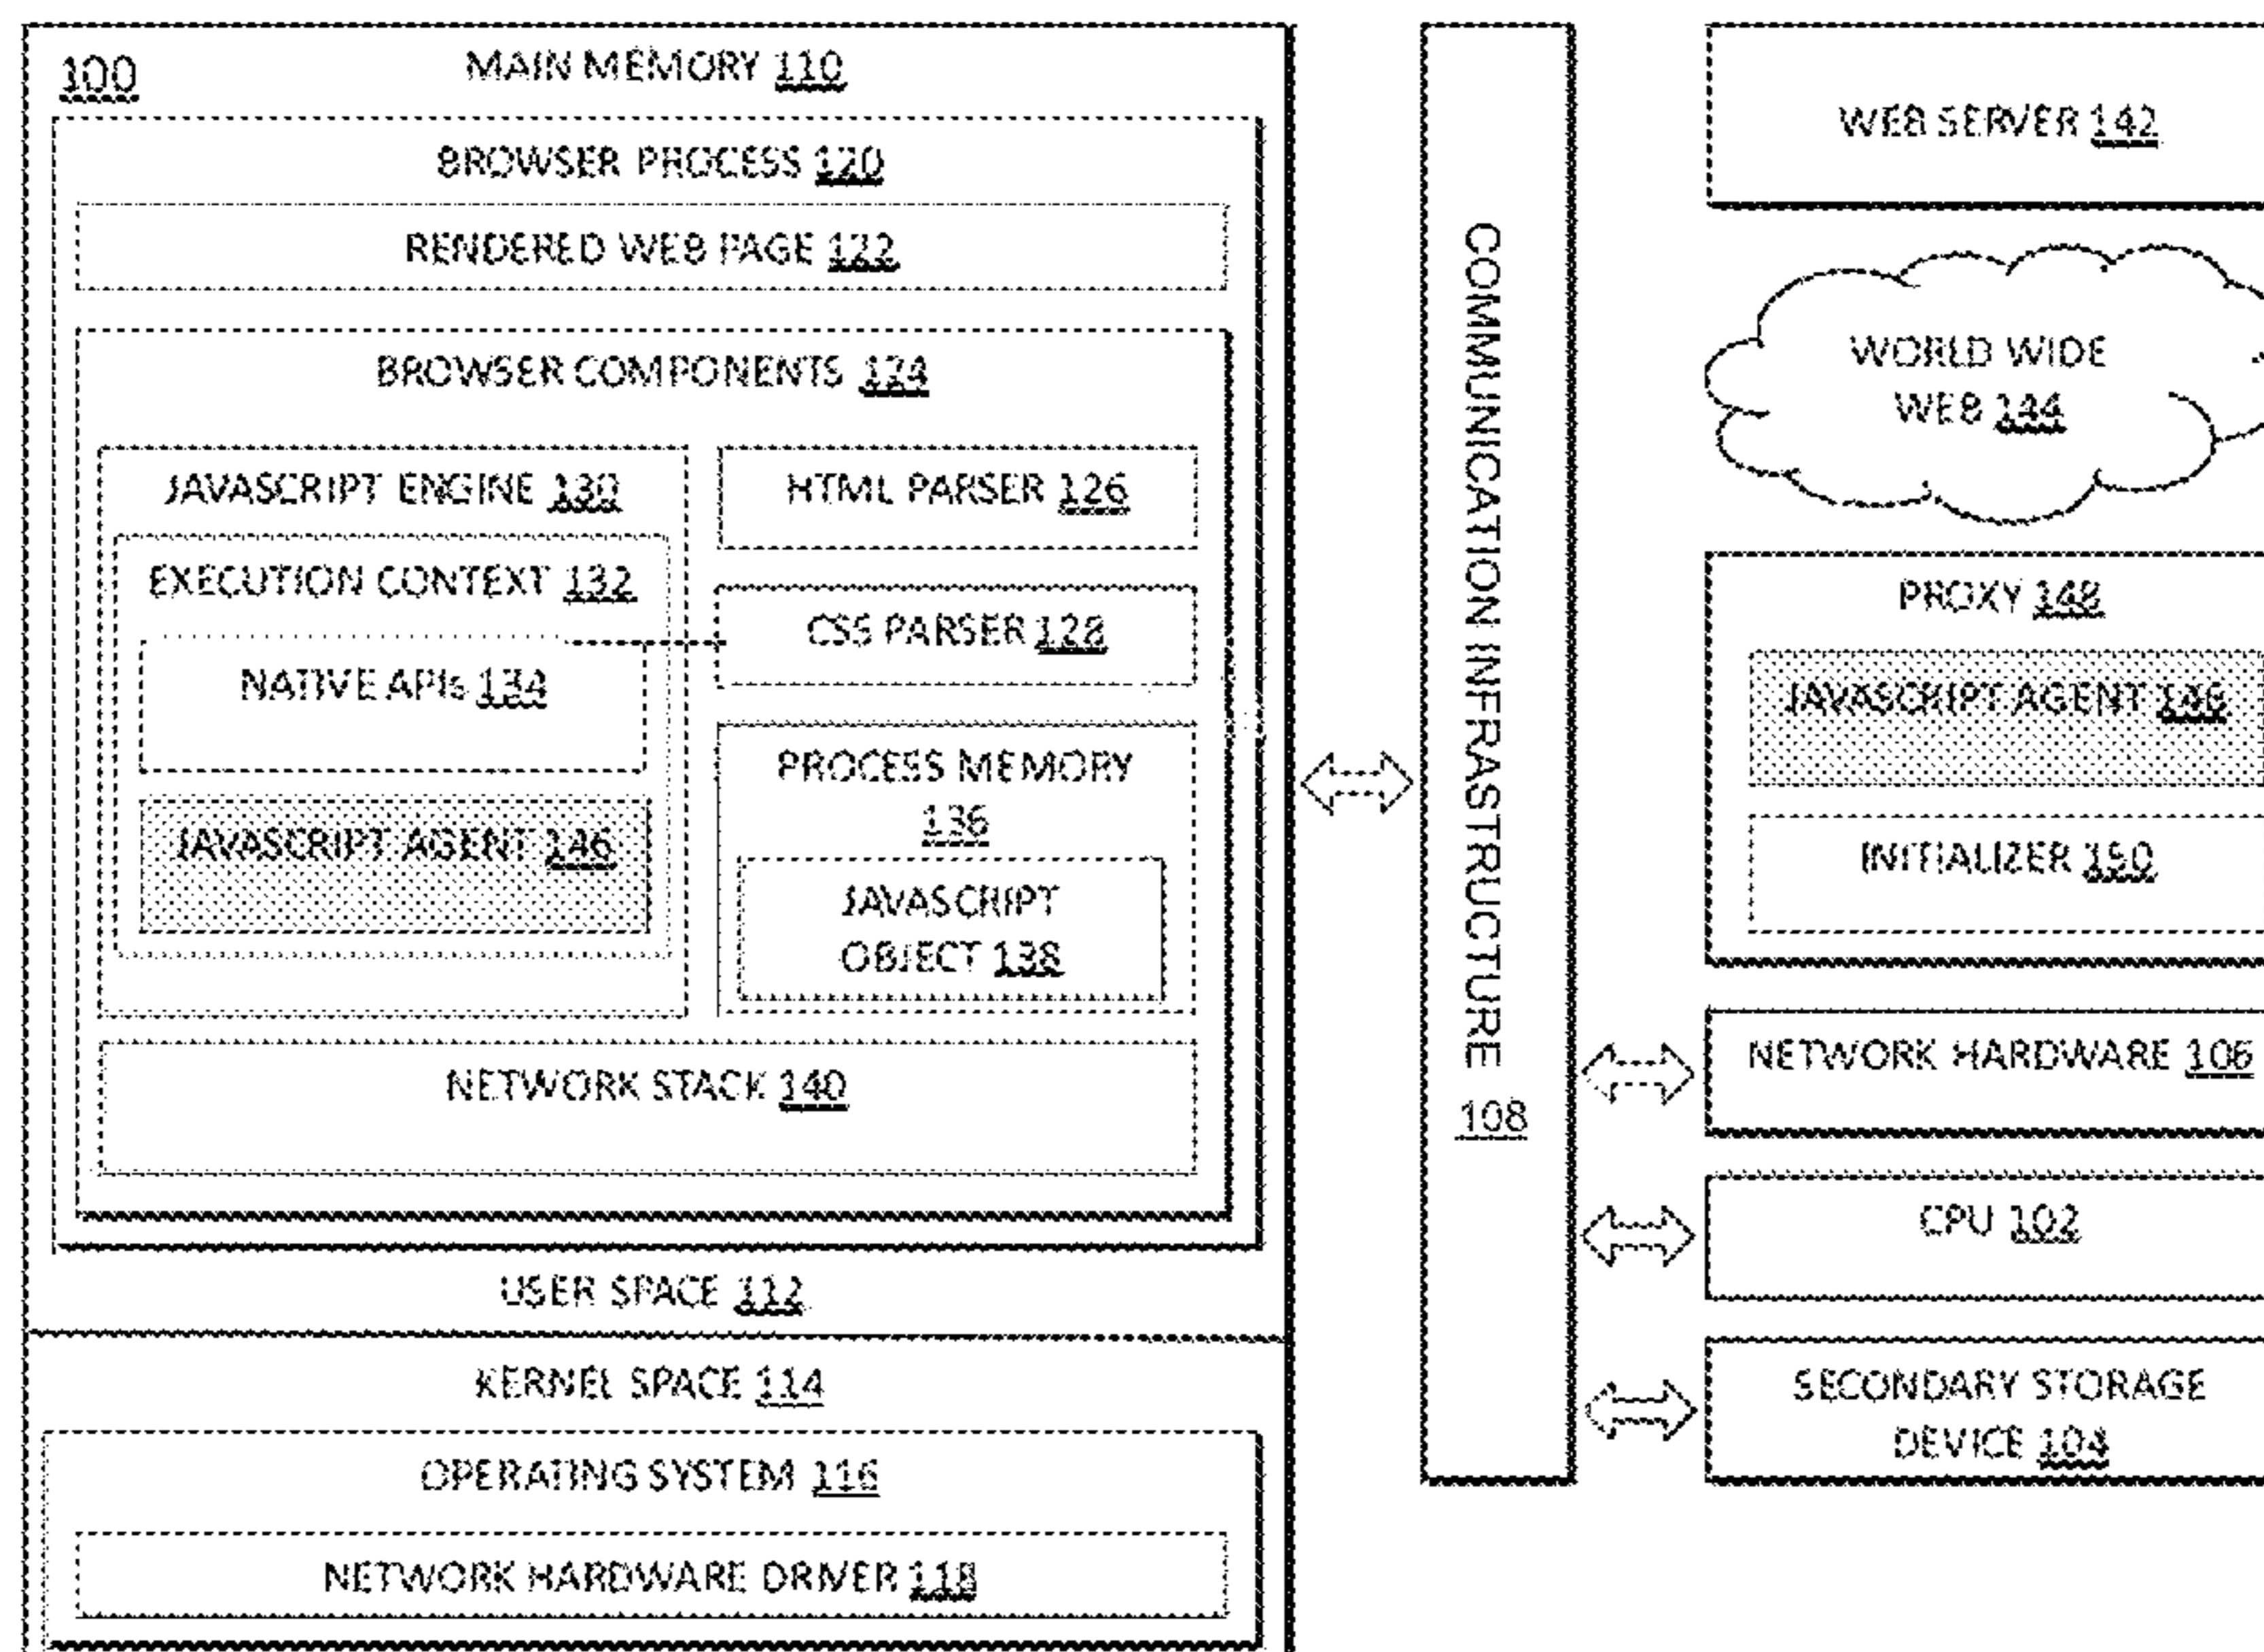 100
MAIN MEMORY 110
BROWSER PROCESS 120
RENDERED WEB PAGE 122
BROWSER COMPONENTS 124
JAVASCRIPT ENGINE 130
EXECUTION CONTEXT 132
NATIVE APIs 134
JAVASCRIPT AGENT 146
HTML PARSER 126
CSS PARSER 128
PROCESS MEMORY
136
JAVASCRIPT
OBJECT 138
NETWORK STACK 140
USER SPACE 112
KERNEL SPACE 114
OPERATING SYSTEM 116
NETWORK HARDWARE DRIVER 118
COMMUNICATION INFRASTRUCTURE 108
WEB SERVER 142
WORLD WIDE
WEB 144
PROXY 148
JAVASCRIPT AGENT 146
INITIALIZER 150
NETWORK HARDWARE 106
CPU 102
SECONDARY STORAGE
DEVICE 104